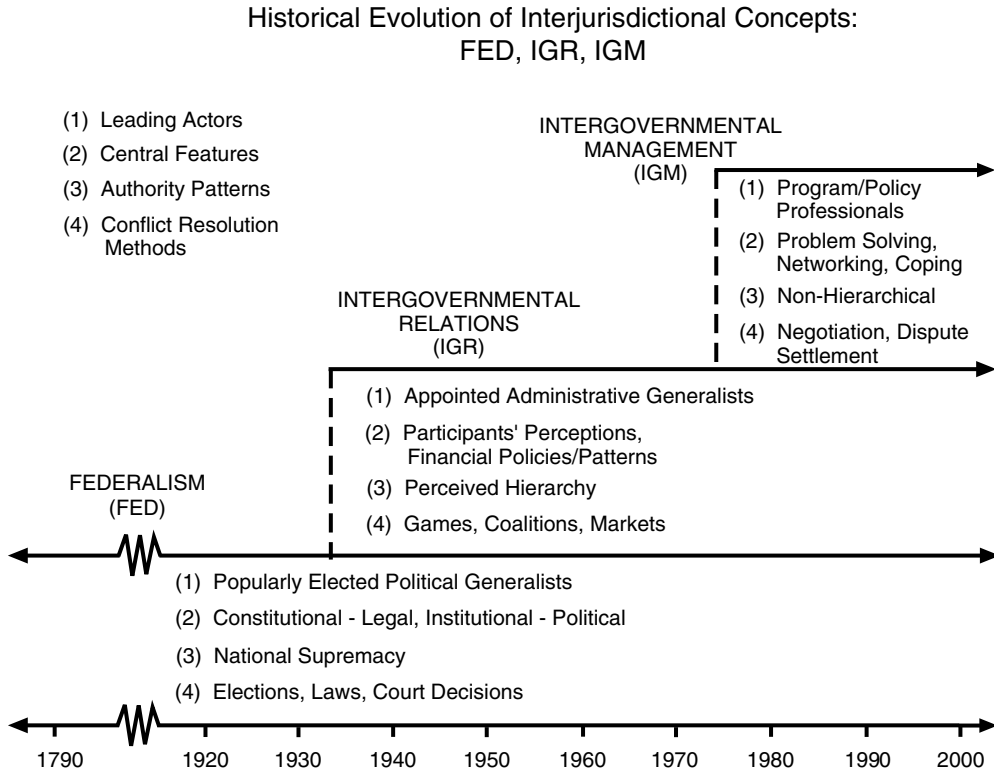 Historical Evolution of Interjurisdictional Concepts:
FED, IGR, IGM
(1) Leading Actors
(2) Central Features
(3) Authority Patterns
(4) Conflict Resolution
Methods
INTERGOVERNMENTAL
MANAGEMENT
(IGM)
(1) Program/Policy
Professionals
(2) Problem Solving,
Networking, Coping
(3) Non-Hierarchical
(4) Negotiation, Dispute
Settlement
INTERGOVERNMENTAL
RELATIONS
(IGR)
(1) Appointed Administrative Generalists
(2) Participants' Perceptions,
Financial Policies/Patterns
(3) Perceived Hierarchy
(4) Games, Coalitions, Markets
FEDERALISM
(FED)
(1) Popularly Elected Political Generalists
(2) Constitutional - Legal, Institutional - Political
(3) National Supremacy
(4) Elections, Laws, Court Decisions
1790 1920 1930 1940 1950 1960 1970 1980 1990 2000